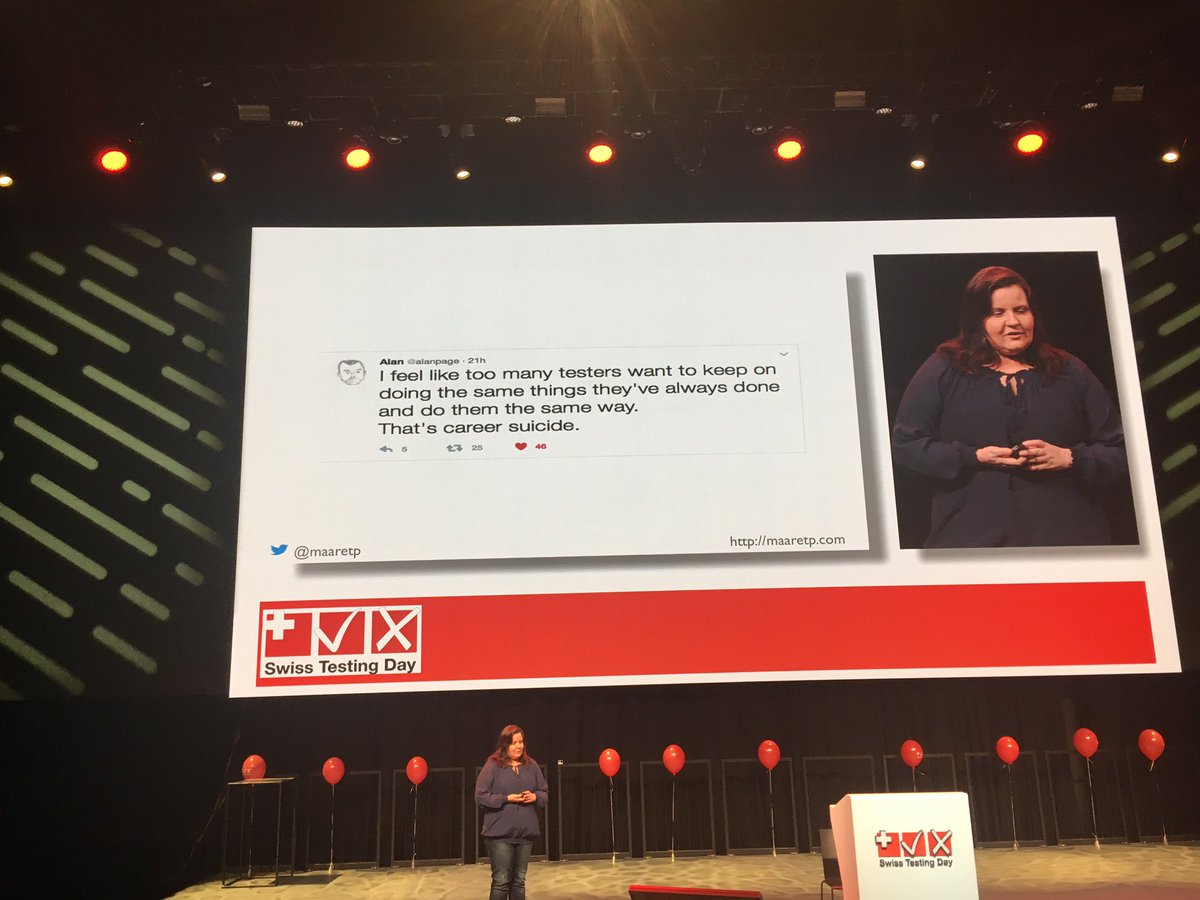 Alan @alanpage · 21h
I feel like too many testers want to keep on
doing the same things they've always done
and do them the same way.
That's career suicide.
5 25 46
@maaretp
http://maaretp.com
Swiss Testing Day
Swiss Testing Day